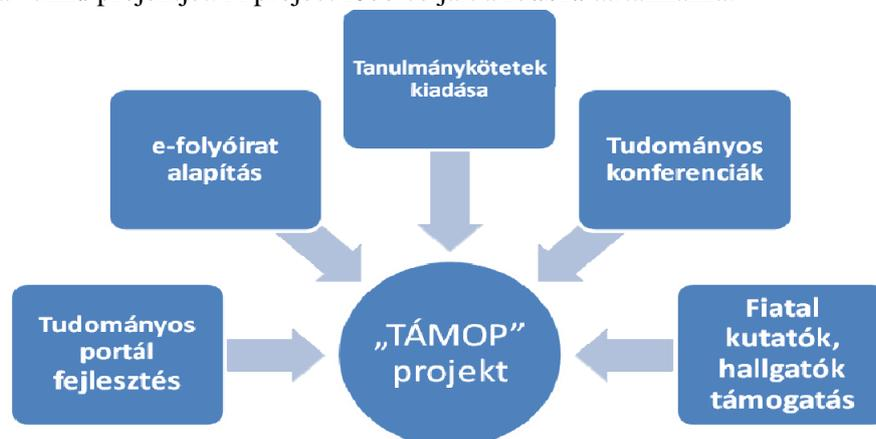 Tanulmánykötetek
kiadása
e-folyóirat
alapítás
Tudományos
konferenciák
Tudományos
portál
fejlesztés
„TÁMOP”
projekt
Fiatal
kutatók,
hallgatók
támogatás